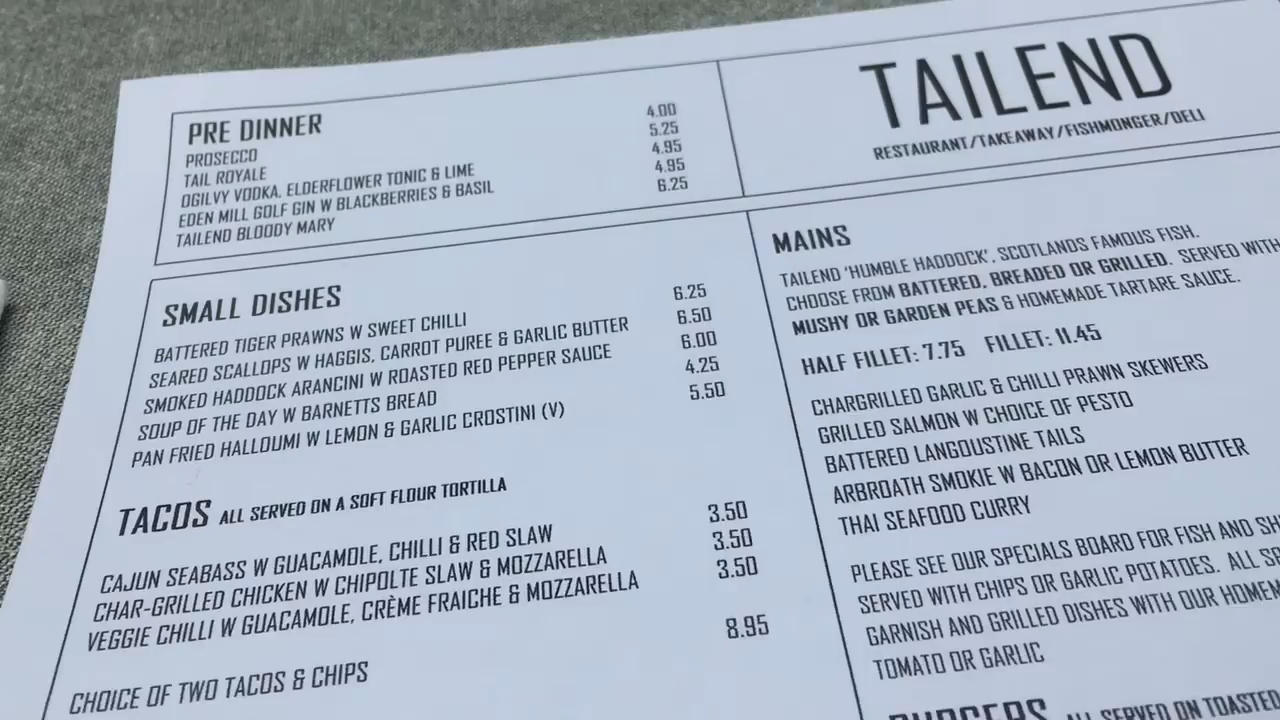 TAILEND
RESTAURANT/TAKEAWAY/FISHMONGER/DELI
PRE DINNER
PROSECCO 4.00
TAIL ROYALE 5.25
OGILVY VODKA, ELDERFLOWER TONIC & LIME 4.95
EDEN MILL GOLF GIN W BLACKBERRIES & BASIL 4.95
TAILEND BLOODY MARY 6.25
SMALL DISHES
BATTERED TIGER PRAWNS W SWEET CHILLI 6.25
SEARED SCALLOPS W HAGGIS, CARROT PUREE & GARLIC BUTTER 6.50
SMOKED HADDOCK ARANCINI W ROASTED RED PEPPER SAUCE 6.00
SOUP OF THE DAY W BARNETTS BREAD 4.25
PAN FRIED HALLOUMI W LEMON & GARLIC CROSTINI (V) 5.50
TACOS ALL SERVED ON A SOFT FLOUR TORTILLA
CAJUN SEABASS W GUACAMOLE, CHILLI & RED SLAW 3.50
CHAR-GRILLED CHICKEN W CHIPOLTE SLAW & MOZZARELLA 3.50
VEGGIE CHILLI W GUACAMOLE, CRÈME FRAICHE & MOZZARELLA 3.50
CHOICE OF TWO TACOS & CHIPS 8.95
MAINS
TAILEND 'HUMBLE HADDOCK', SCOTLANDS FAMOUS FISH.
CHOOSE FROM BATTERED, BREADED OR GRILLED. SERVED WITH
MUSHY OR GARDEN PEAS & HOMEMADE TARTARE SAUCE.
HALF FILLET: 7.75 FILLET: 11.45
CHARGRILLED GARLIC & CHILLI PRAWN SKEWERS
GRILLED SALMON W CHOICE OF PESTO
BATTERED LANGOUSTINE TAILS
ARBROATH SMOKIE W BACON OR LEMON BUTTER
THAI SEAFOOD CURRY
PLEASE SEE OUR SPECIALS BOARD FOR FISH AND
SERVED WITH CHIPS OR GARLIC POTATOES. ALL
GARNISH AND GRILLED DISHES WITH OUR
TOMATO OR GARLIC
BURGERS ALL SERVED ON TOASTED